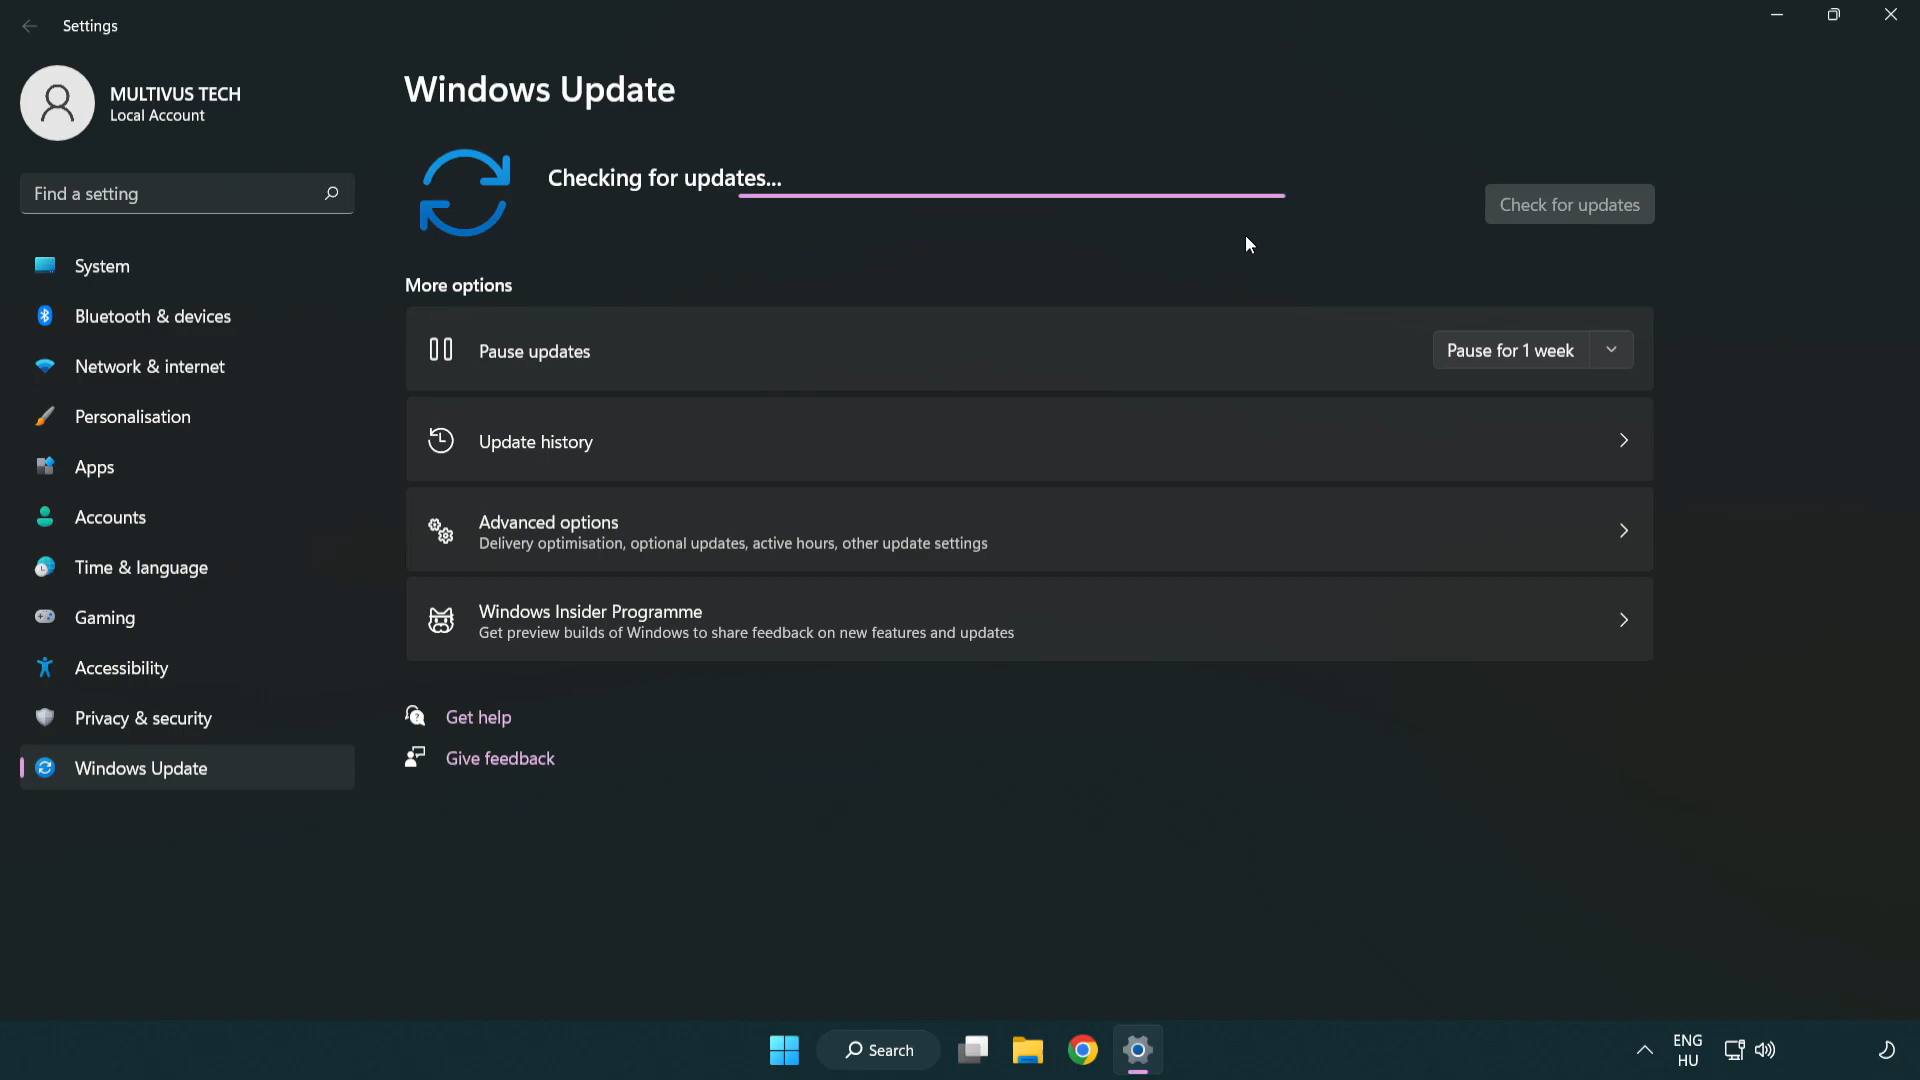 Settings
MULTIVUS TECH
Local Account
Find a setting
System
Bluetooth & devices
Network & internet
Personalisation
Apps
Accounts
Time & language
Gaming
Accessibility
Privacy & security
Windows Update
Windows Update
Checking for updates...
Check for updates
More options
Pause updates
Pause for 1 week
Update history
Advanced options
Delivery optimisation, optional updates, active hours, other update settings
Windows Insider Programme
Get preview builds of Windows to share feedback on new features and updates
Get help
Give feedback
Search
ENG
HU